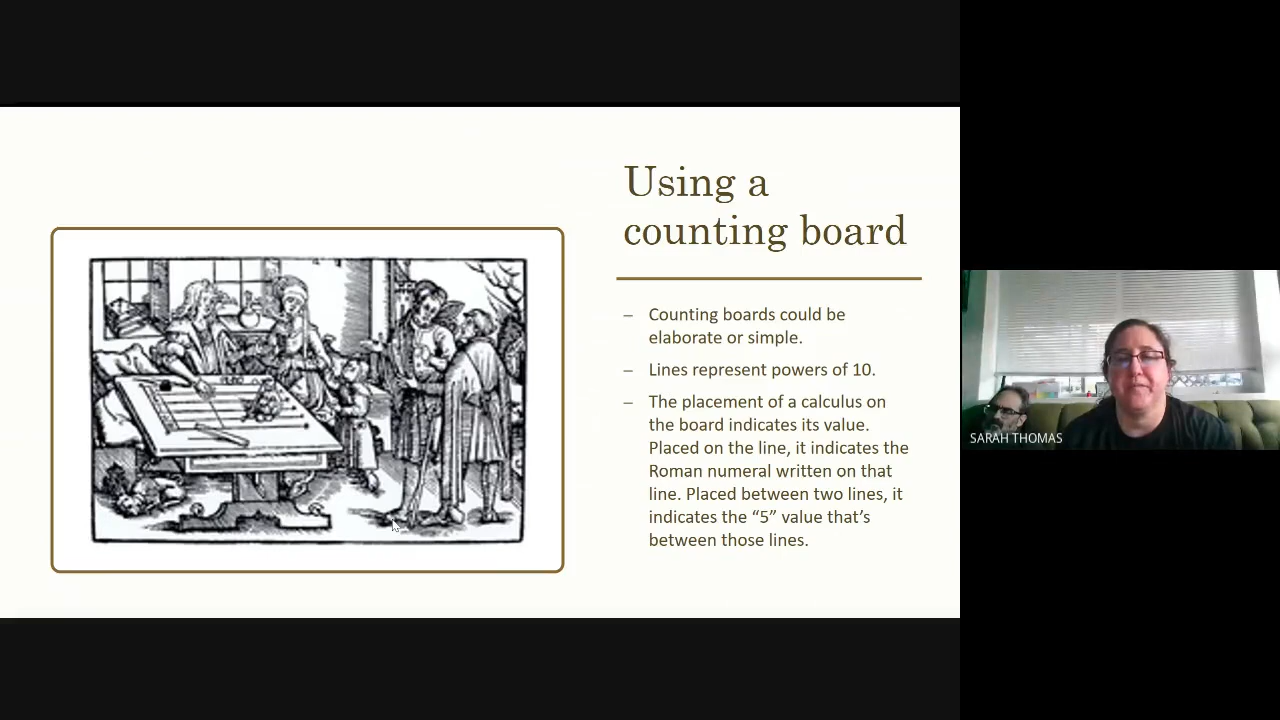 Using a
counting board
– Counting boards could be
elaborate or simple.
– Lines represent powers of 10.
– The placement of a calculus on
the board indicates its value.
Placed on the line, it indicates the
Roman numeral written on that
line. Placed between two lines, it
indicates the “5” value that’s
between those lines.
SARAH THOMAS